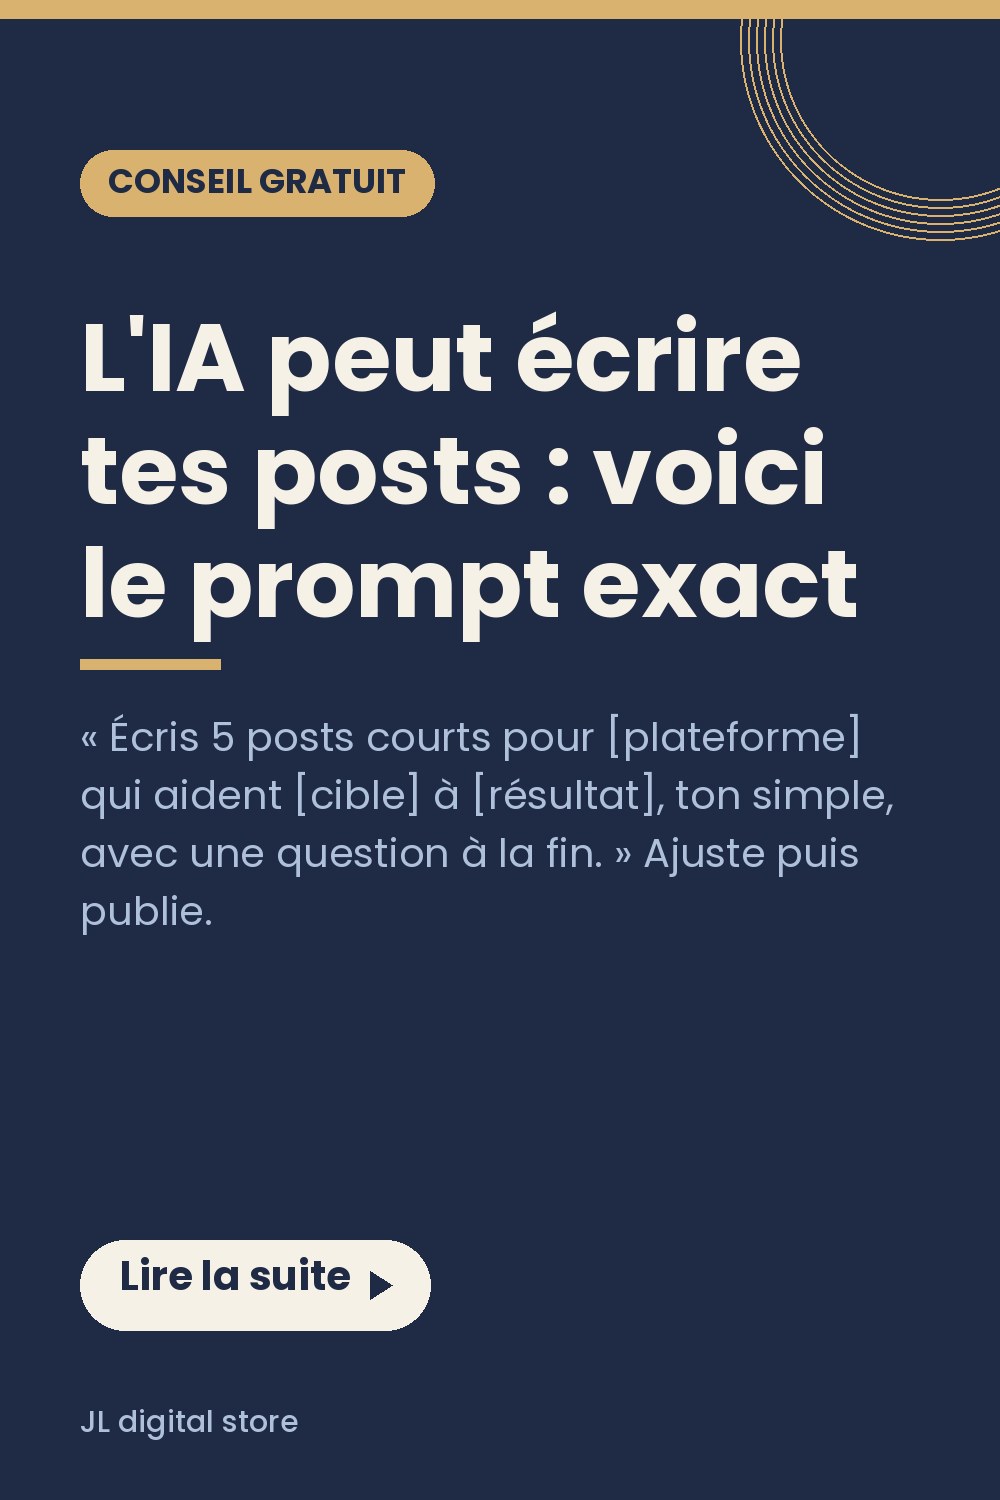 CONSEIL GRATUIT
L'IA peut écrire
tes posts : voici
le prompt exact
« Écris 5 posts courts pour [plateforme]
qui aident [cible] à [résultat], ton simple,
avec une question à la fin. » Ajuste puis
publie.
Lire la suite
JL digital store